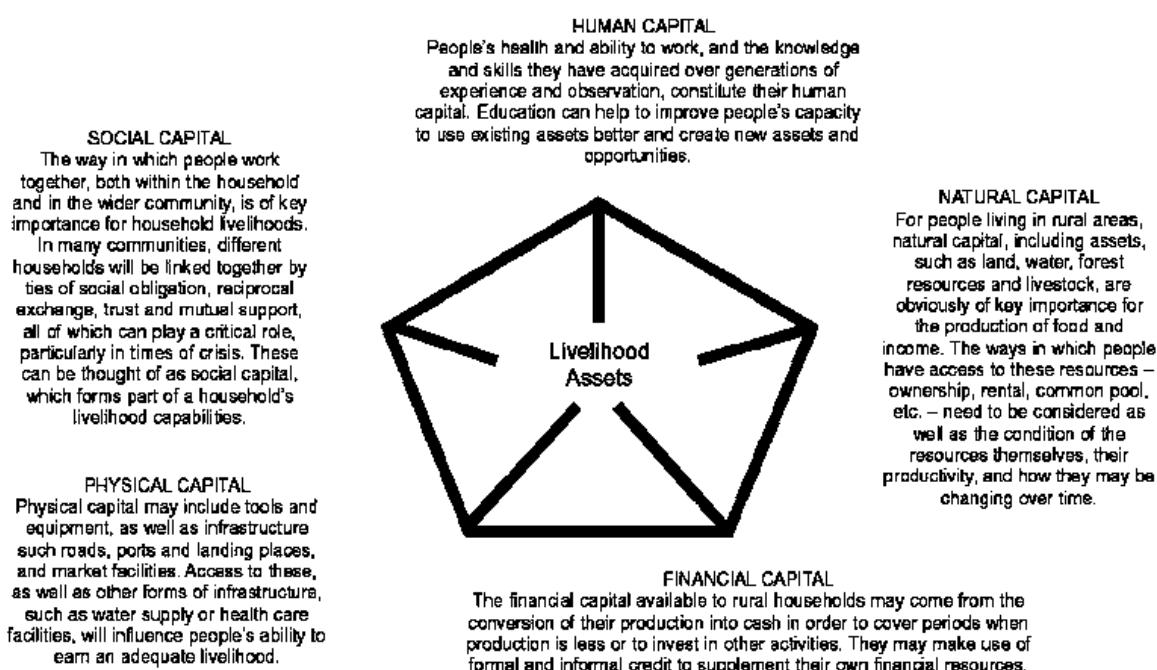 HUMAN CAPITAL
People's health and ability to work, and the knowledge
and skills they have acquired over generations of
experience and observation, constitute their human
capital. Education can help to improve people's capacity
to use existing assets better and create new assets and
opportunities.
SOCIAL CAPITAL
The way in which people work
together, both within the household
and in the wider community, is of key
importance for household livelihoods.
In many communities, different
households will be linked together by
ties of social obligation, reciprocal
exchange, trust and mutual support,
all of which can play a critical role,
particularly in times of crisis. These
can be thought of as social capital,
which forms part of a household's
livelihood capabilities.
NATURAL CAPITAL
For people living in rural areas,
natural capital, including assets,
such as land, water, forest
resources and livestock, are
obviously of key importance for
the production of food and
income. The ways in which people
have access to these resources –
ownership, rental, common pool,
etc. – need to be considered as
well as the condition of the
resources themselves, their
productivity, and how they may be
changing over time.
Livelihood
Assets
PHYSICAL CAPITAL
Physical capital may include tools and
equipment, as well as infrastructure
such roads, ports and landing places,
and market facilities. Access to these,
as well as other forms of infrastructure,
such as water supply or health care
facilities, will influence people's ability to
earn an adequate livelihood.
FINANCIAL CAPITAL
The financial capital available to rural households may come from the
conversion of their production into cash in order to cover periods when
production is less or to invest in other activities. They may make use of
formal and informal credit to supplement their own financial resources.